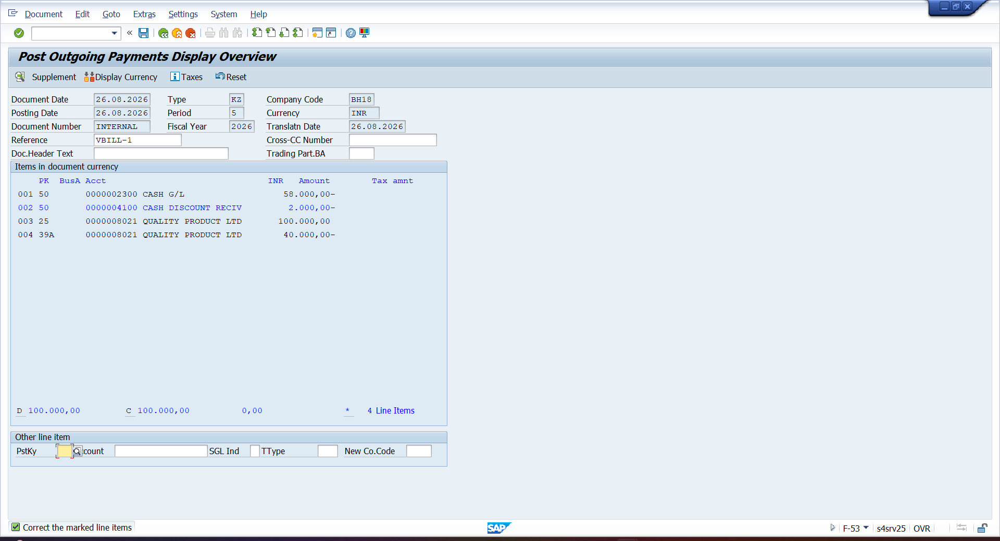 Document Edit Goto Extras Settings System Help
Post Outgoing Payments Display Overview
Supplement Display Currency Taxes Reset
Document Date 26.08.2026 Type KZ Company Code BH18
Posting Date 26.08.2026 Period 5 Currency INR
Document Number INTERNAL Fiscal Year 2026 Translatn Date 26.08.2026
Reference VBILL-1 Cross-CC Number
Doc.Header Text Trading Part.BA
Items in document currency
PK BusA Acct INR Amount Tax amnt
001 50 0000002300 CASH G/L 58.000,00-
002 50 0000004100 CASH DISCOUNT RECIV 2.000,00-
003 25 0000008021 QUALITY PRODUCT LTD 100.000,00
004 39A 0000008021 QUALITY PRODUCT LTD 40.000,00-
D 100.000,00 C 100.000,00 0,00 * 4 Line Items
Other line item
PstKy count SGL Ind TType New Co.Code
Correct the marked line items SAP F-53 s4srv25 OVR